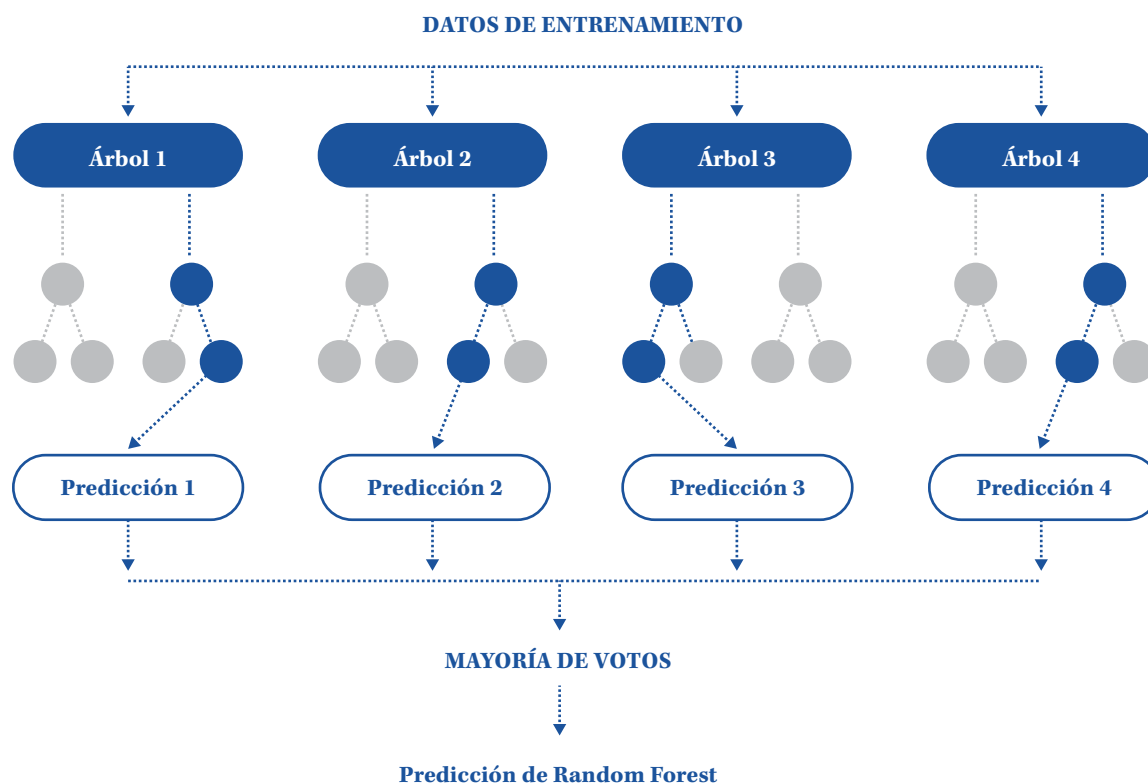 DATOS DE ENTRENAMIENTO
Árbol 1
Árbol 2
Árbol 3
Árbol 4
Predicción 1
Predicción 2
Predicción 3
Predicción 4
MAYORÍA DE VOTOS
Predicción de Random Forest